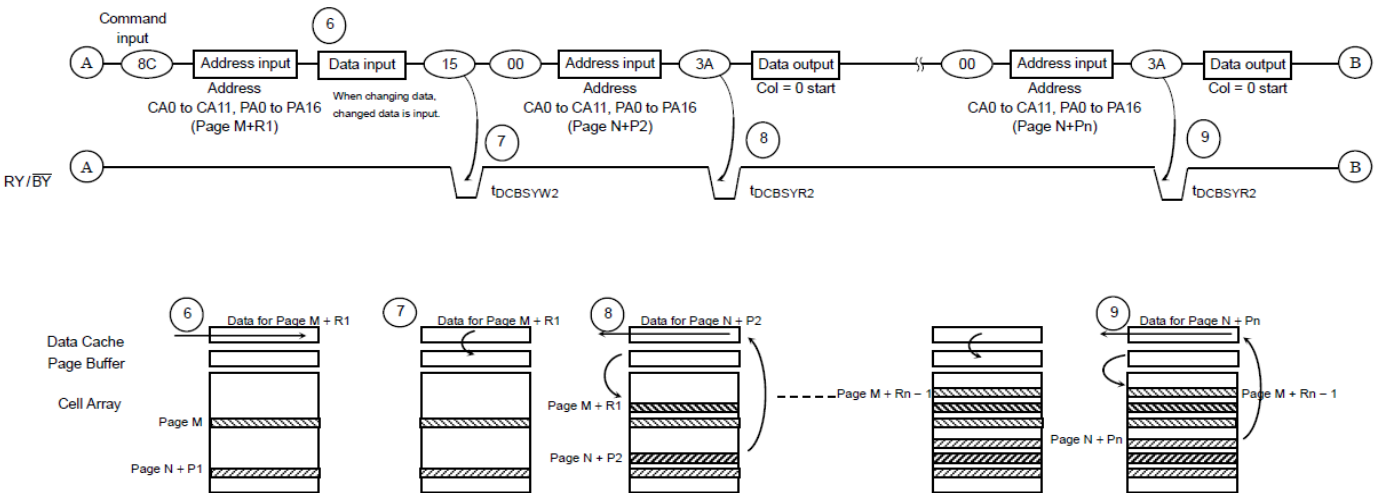 Command
input
6
A 8C Address input Data input 15 00 Address input 3A Data output 00 Address input 3A Data output B
Address
CA0 to CA11, PA0 to PA16
(Page M+R1)
When changing data,
changed data is input.
Address
CA0 to CA11, PA0 to PA16
(Page N+P2)
Col = 0 start
Address
CA0 to CA11, PA0 to PA16
(Page N+Pn)
Col = 0 start
7
8
9
RY/BY
A
B
tDCBSYW2
tDCBSYR2
tDCBSYR2
6
Data for Page M + R1
7
Data for Page M + R1
8
Data for Page N + P2
9
Data for Page N + Pn
Data Cache
Page Buffer
Cell Array
Page M
Page N + P1
Page M + R1
Page N + P2
Page M + Rn − 1
Page N + Pn
Page M + Rn − 1